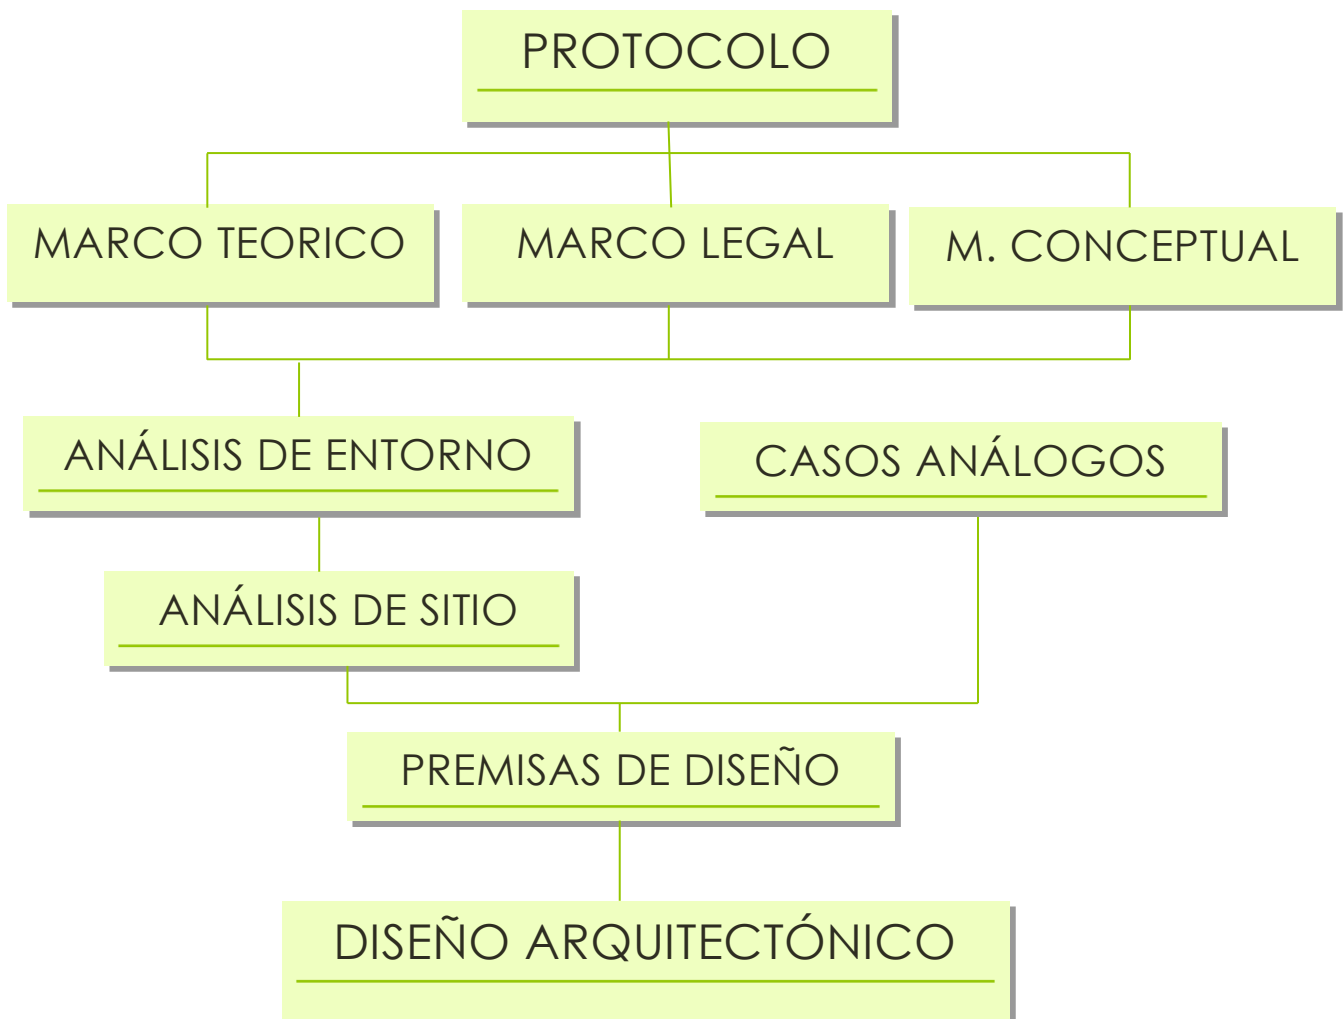 PROTOCOLO
MARCO TEORICO
MARCO LEGAL
M. CONCEPTUAL
ANÁLISIS DE ENTORNO
CASOS ANÁLOGOS
ANÁLISIS DE SITIO
PREMISAS DE DISEÑO
DISEÑO ARQUITECTÓNICO